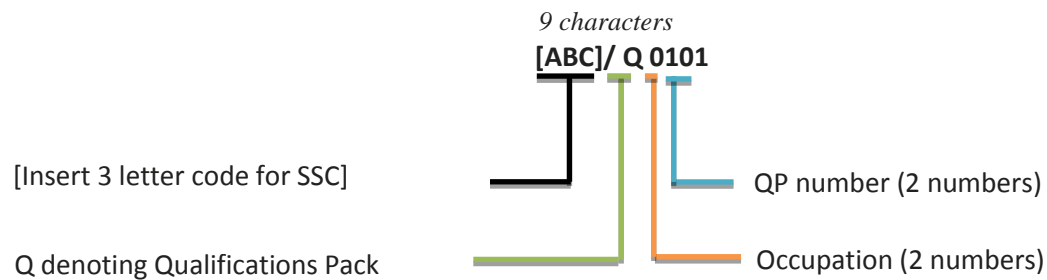 9 characters
[ABC]/ Q 0101
[Insert 3 letter code for SSC]
QP number (2 numbers)
Q denoting Qualifications Pack
Occupation (2 numbers)